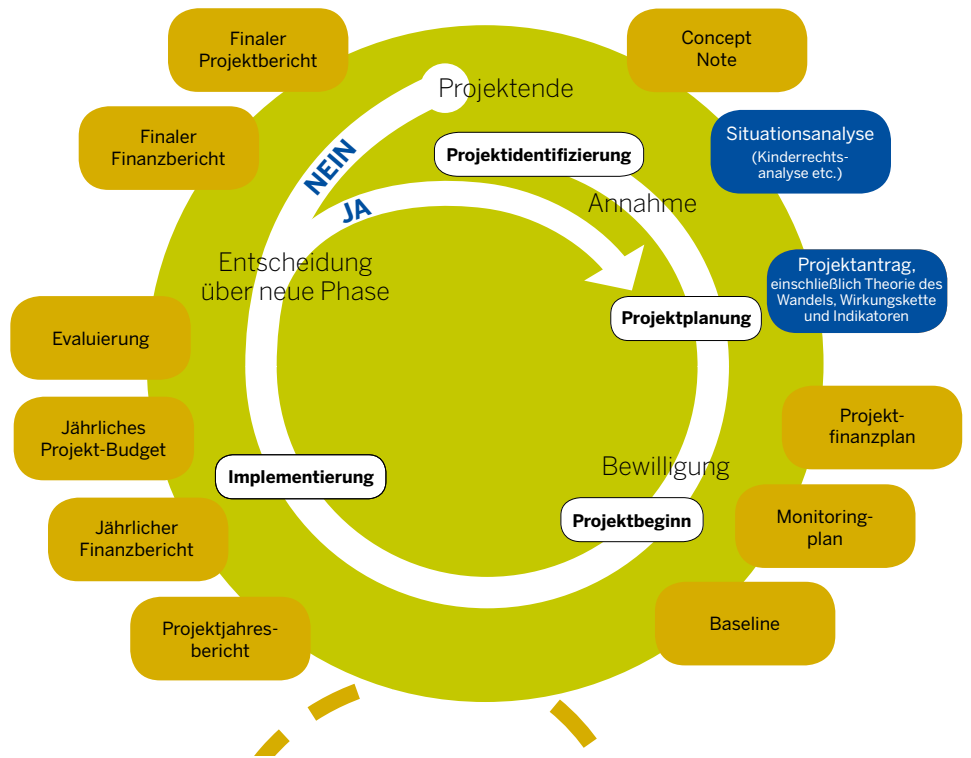 Finaler
Projektbericht
Concept
Note
Projektende
Finaler
Finanzbericht
NEIN
Projektidentifizierung
Situationsanalyse
(Kinderrechts-
analyse etc.)
JA
Annahme
Entscheidung
über neue Phase
Projektantrag,
einschließlich Theorie des
Wandels, Wirkungskette
und Indikatoren
Projektplanung
Evaluierung
Jährliches
Projekt-Budget
Projekt-
finanzplan
Implementierung
Bewilligung
Projektbeginn
Monitoring-
plan
Jährlicher
Finanzbericht
Projektjahres-
bericht
Baseline